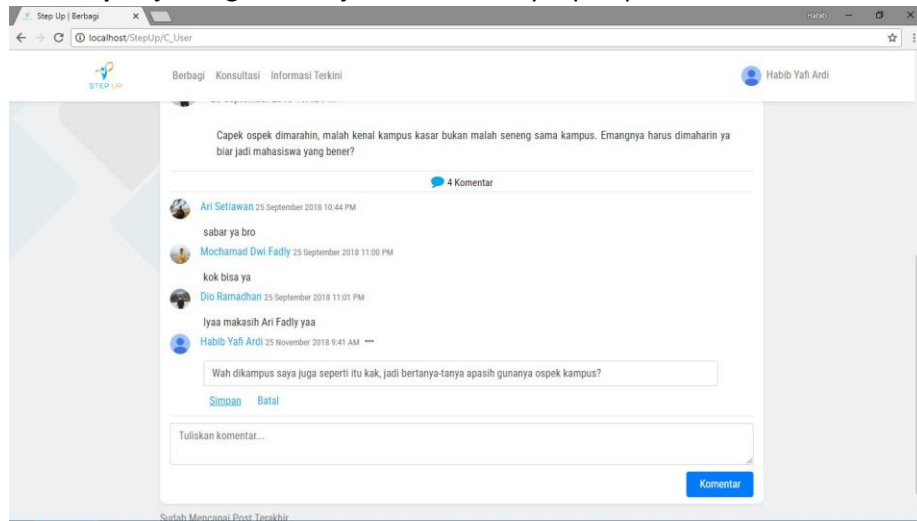 Step Up | Berbagi
Habib
localhost/StepUp/C_User
STEP UP
Berbagi Konsultasi Informasi Terkini
Habib Yafi Ardi
Capek ospek dimarahin, malah kenal kampus kasar bukan malah seneng sama kampus. Emangnya harus dimaharin ya
biar jadi mahasiswa yang bener?
4 Komentar
Ari Setiawan 25 September 2018 10:44 PM
sabar ya bro
Mochamad Dwi Fadly 25 September 2018 11:00 PM
kok bisa ya
Dio Ramadhan 25 September 2018 11:01 PM
Iyaa makasih Ari Fadly yaa
Habib Yafi Ardi 25 November 2018 9:41 AM
Wah dikampus saya juga seperti itu kak, jadi bertanya-tanya apasih gunanya ospek kampus?
Simpan Batal
Tuliskan komentar...
Komentar
Sudah Mencapai Post Terakhir